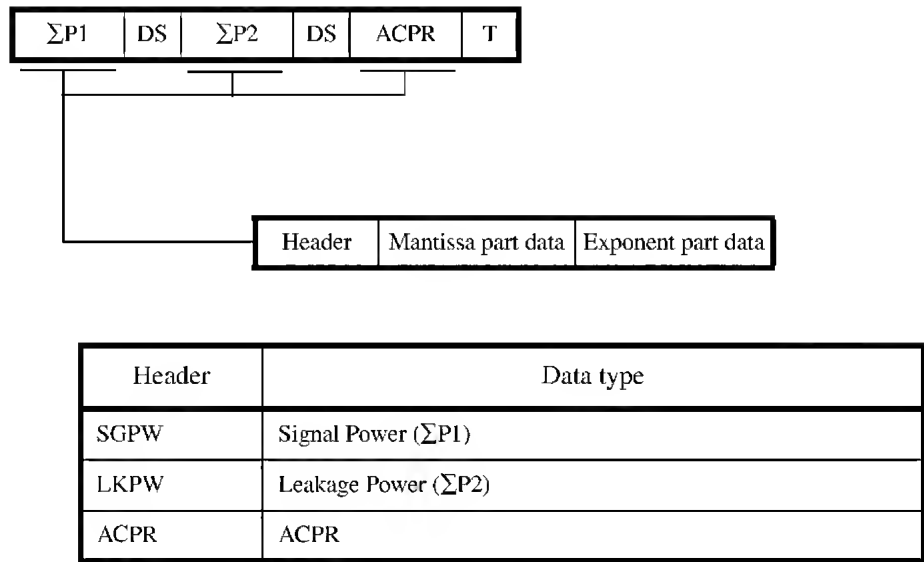 ∑P1 DS ∑P2 DS ACPR T
Header Mantissa part data Exponent part data
Header Data type
SGPW Signal Power (∑P1)
LKPW Leakage Power (∑P2)
ACPR ACPR